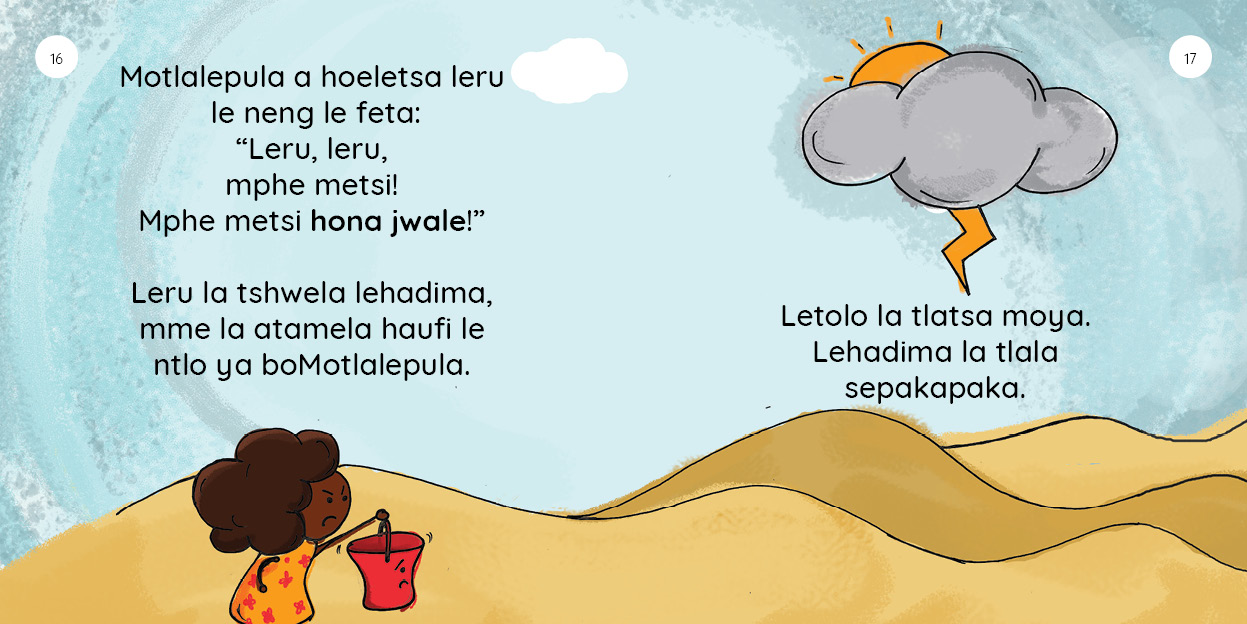 16
Motlalepula a hoeletsa leru
le neng le feta:
“Leru, leru,
mphe metsi!
Mphe metsi hona jwale!”
Leru la tshwela lehadima,
mme la atamela haufi le
ntlo ya boMotlalepula.
17
Letolo la tlatsa moya.
Lehadima la tlala
sepakapaka.